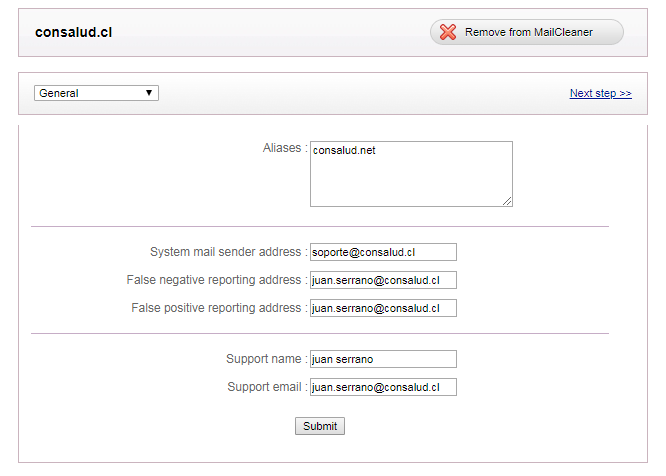 consalud.cl
Remove from MailCleaner
General
Next step >>
Aliases : consalud.net
System mail sender address : soporte@consalud.cl
False negative reporting address : juan.serrano@consalud.cl
False positive reporting address : juan.serrano@consalud.cl
Support name : juan serrano
Support email : juan.serrano@consalud.cl
Submit